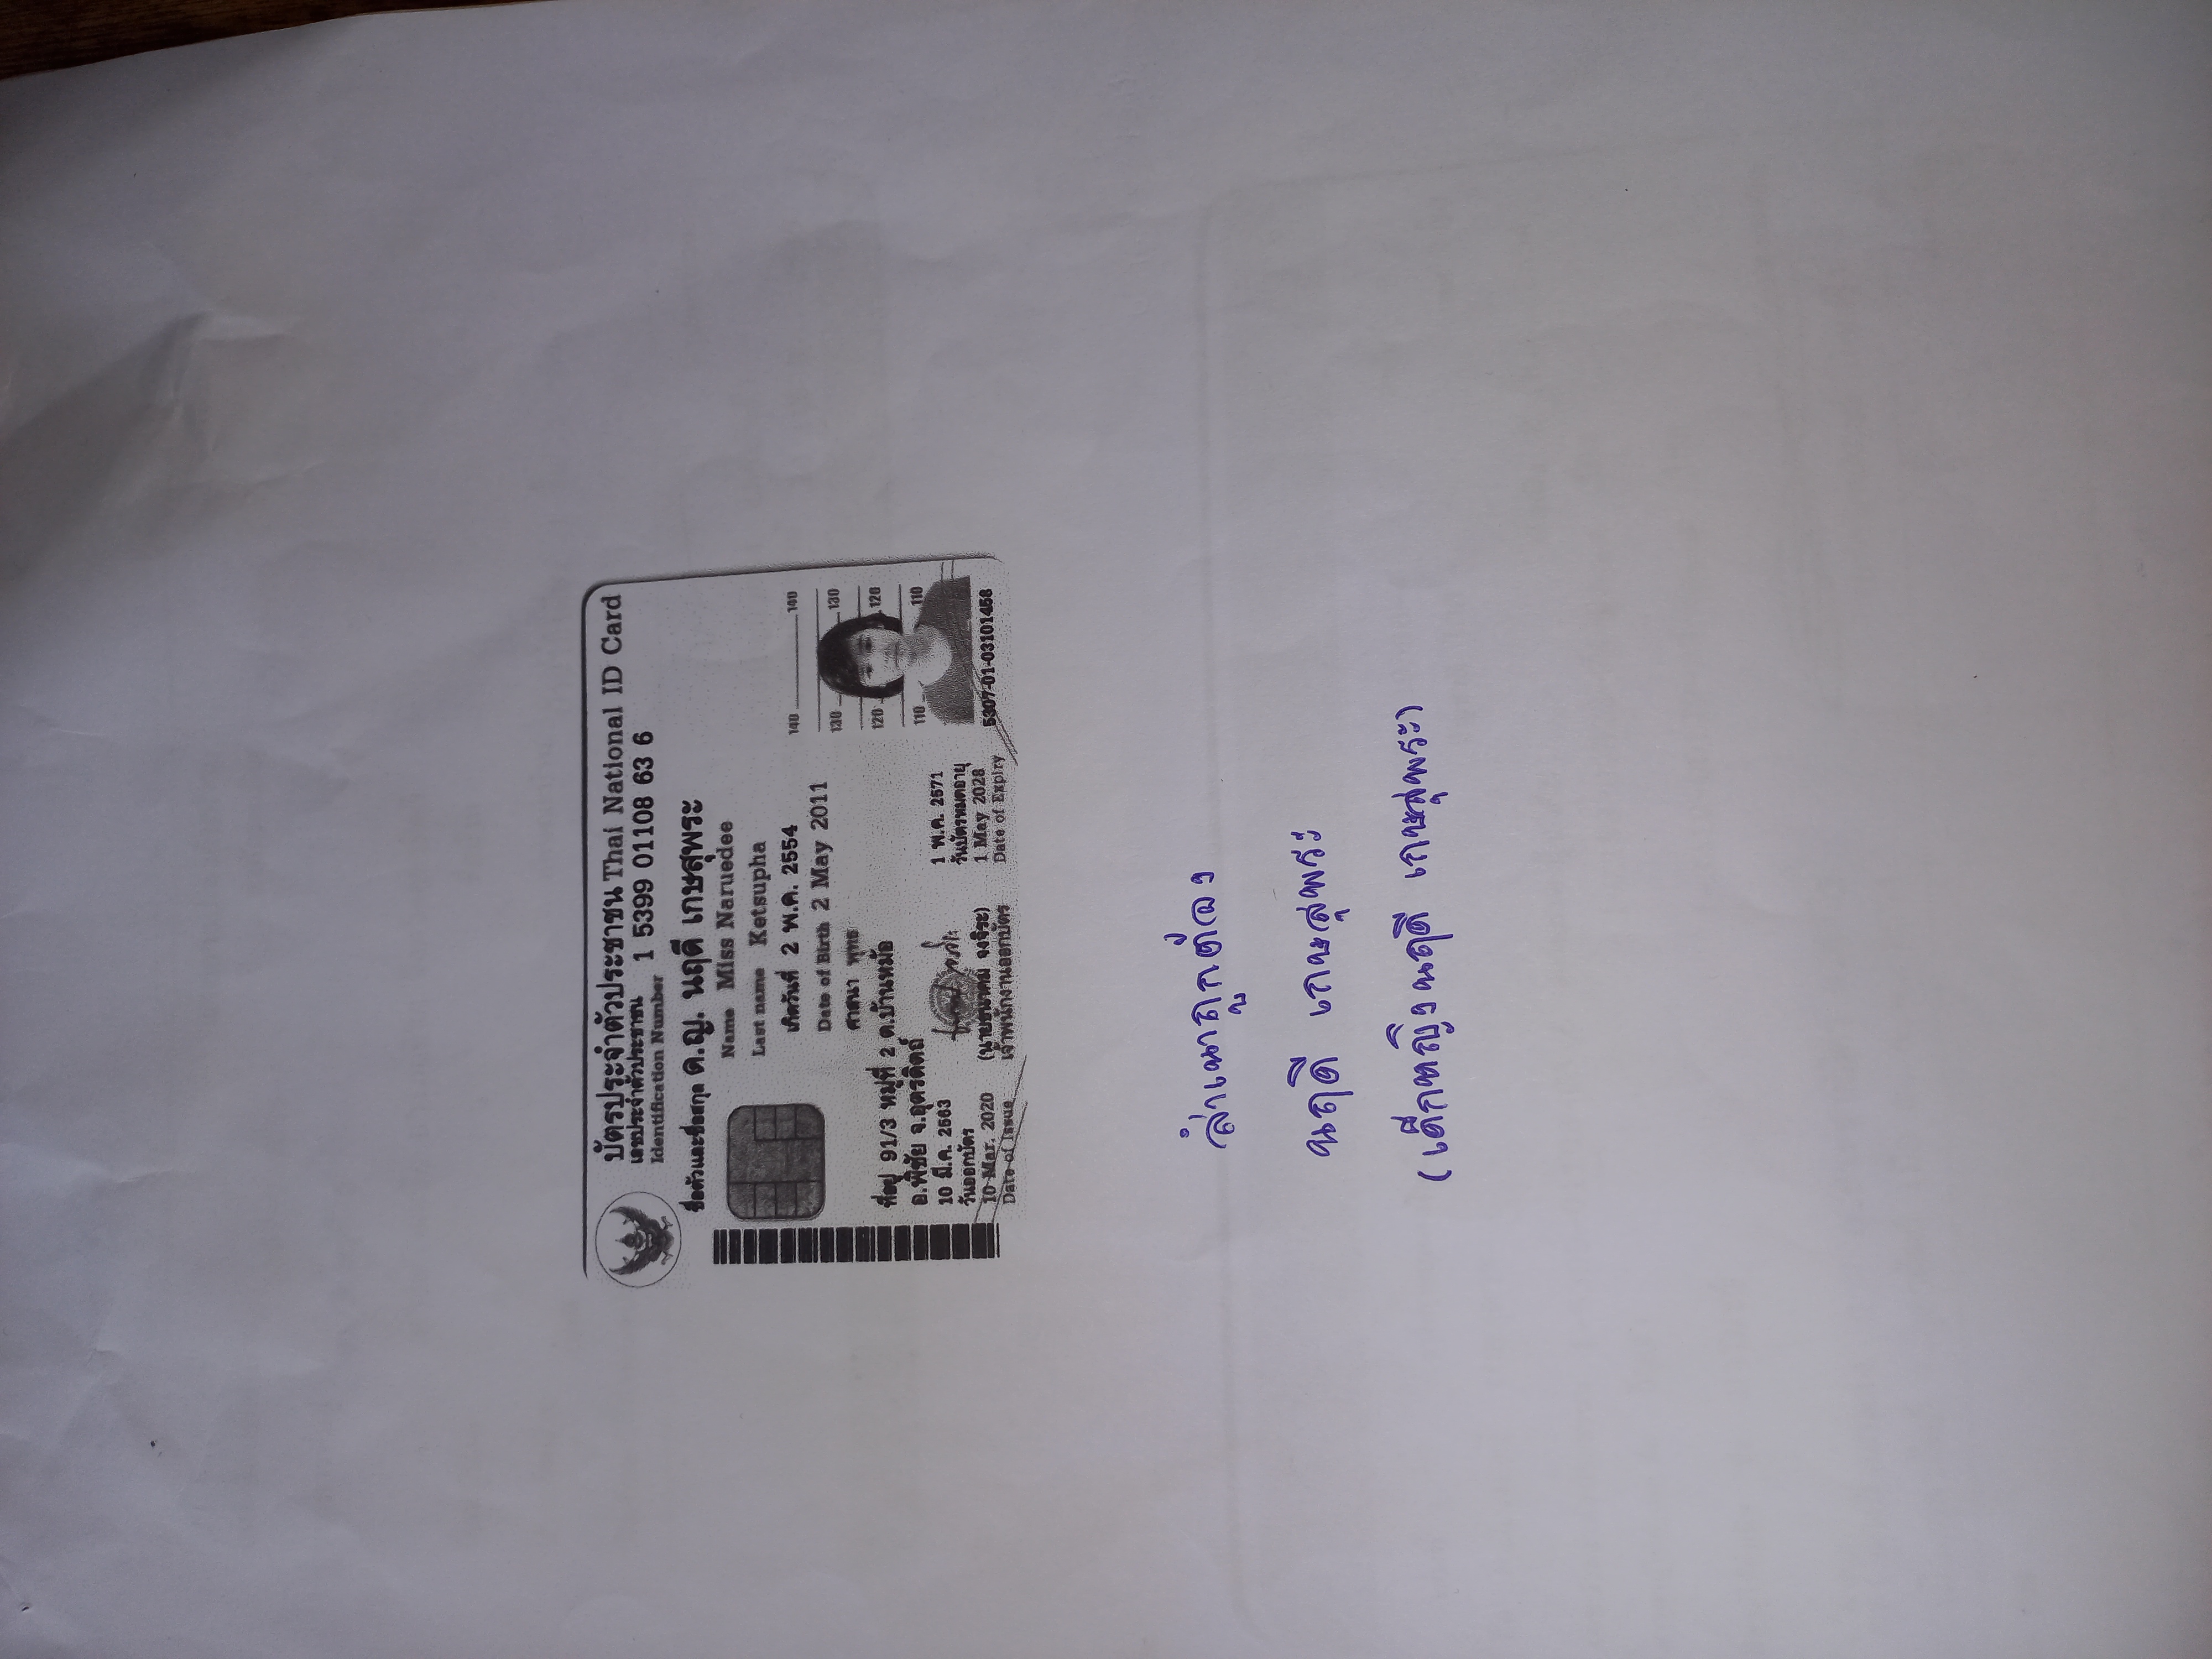 บัตรประจำตัวประชาชน Thai National ID Card
เลขประจำตัวประชาชน 1 5399 01108 63 6
Identification Number
ชื่อตัวและชื่อสกุล ด.ญ. นฤดี เกษสุพระ
Name Miss Naruedee
Last name Ketsupha
เกิดวันที่ 2 พ.ค. 2554
Date of Birth 2 May 2011
ศาสนา พุทธ
ที่อยู่ 91/3 หมู่ที่ 2 ต.บ้านหม้อ
อ.พิชัย จ.อุตรดิตถ์
140 140
130 130
120 120
110 110
10 มี.ค. 2563
วันออกบัตร
10 Mar. 2020
Date of Issue
เจ้าพนักงานออกบัตร
1 พ.ค. 2571
วันบัตรหมดอายุ
1 May 2028
Date of Expiry
5307-01-03101458
สำเนาถูกต้อง
นฤดี เกษสุพระ
(เด็กหญิงนฤดี เกษสุพระ)